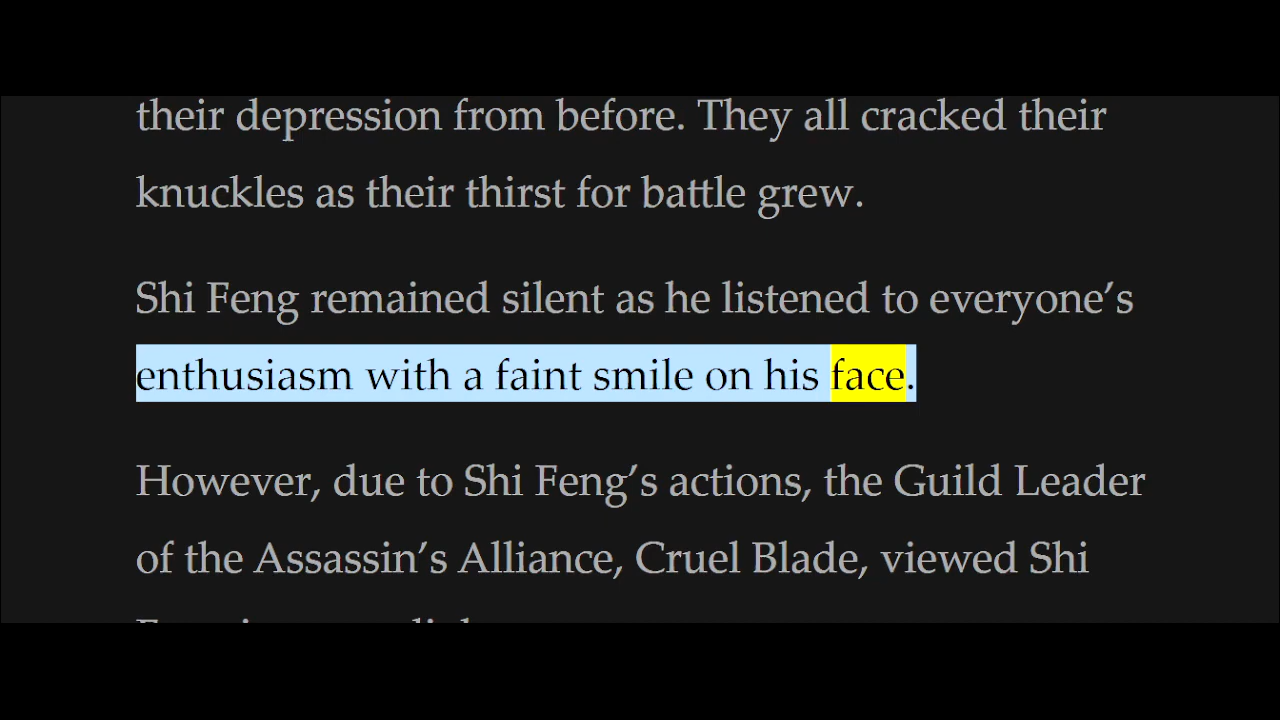 their depression from before. They all cracked their
knuckles as their thirst for battle grew.
Shi Feng remained silent as he listened to everyone’s
enthusiasm with a faint smile on his face.
However, due to Shi Feng’s actions, the Guild Leader
of the Assassin’s Alliance, Cruel Blade, viewed Shi